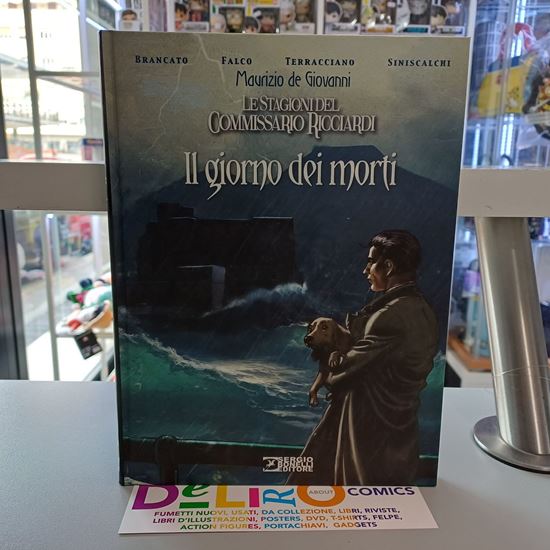 BRANCATO FALCO TERRACCIANO SINISCALCHI
Maurizio de Giovanni
LE STAGIONI DEL
COMMISSARIO RICCIARDI
Il giorno dei morti
SERGIO
BONELLI
EDITORE
DeLIRO ABOUT COMICS
FUMETTI NUOVI, USATI, DA COLLEZIONE, LIBRI, RIVISTE,
LIBRI D'ILLUSTRAZIONI, POSTERS, DVD, T-SHIRTS, FELPE,
ACTION FIGURES, PORTACHIAVI, GADGETS